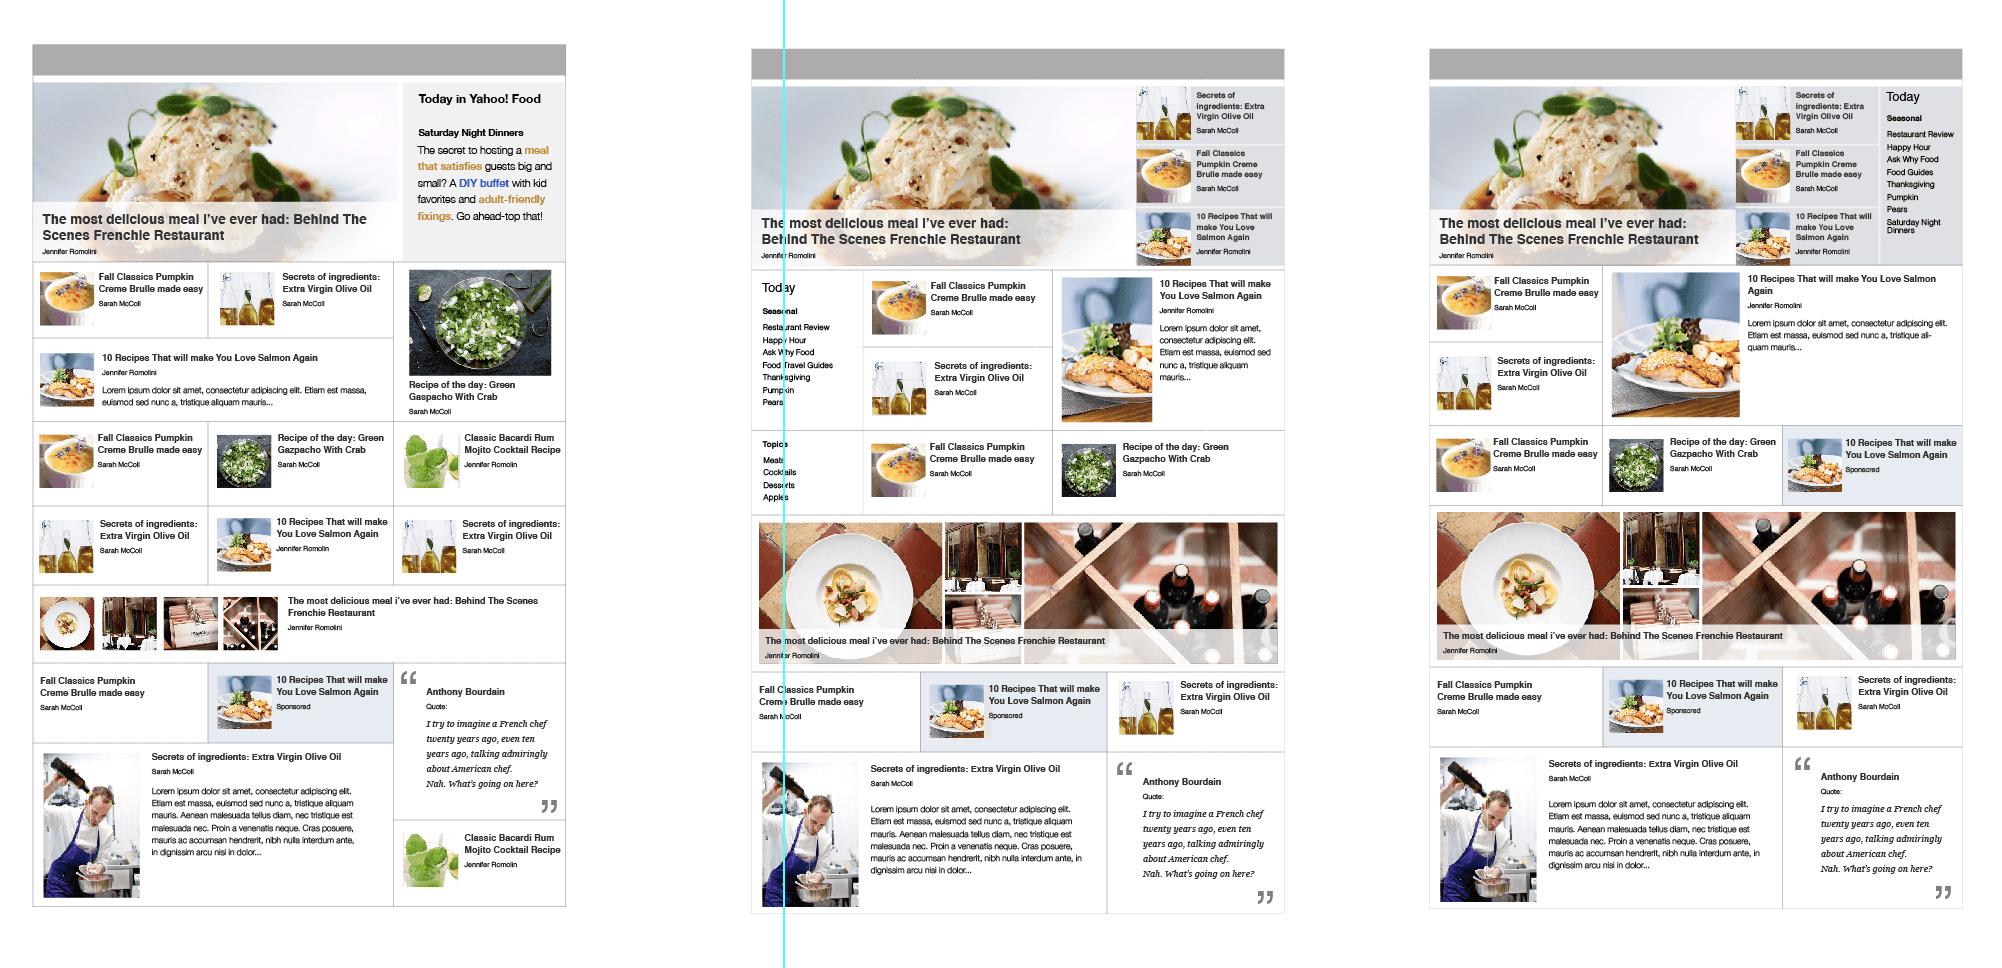 Today in Yahoo! Food
Saturday Night Dinners
The secret to hosting a meal
that satisfies guests big and
small? A DIY buffet with kid
favorites and adult-friendly
fixings. Go ahead-top that!
The most delicious meal i've ever had: Behind The
Scenes Frenchie Restaurant
Jennifer Romolini
Fall Classics Pumpkin
Creme Brulle made easy
Sarah McColl
Secrets of ingredients:
Extra Virgin Olive Oil
Sarah McColl
Recipe of the day: Green
Gaspacho With Crab
Sarah McColl
10 Recipes That will make You Love Salmon Again
Jennifer Romolini
Lorem ipsum dolor sit amet, consectetur adipiscing elit. Etiam est massa,
euismod sed nunc a, tristique aliquam mauris...
Fall Classics Pumpkin
Creme Brulle made easy
Sarah McColl
Recipe of the day: Green
Gazpacho With Crab
Sarah McColl
Classic Bacardi Rum
Mojito Cocktail Recipe
Jennifer Romolin
Secrets of ingredients:
Extra Virgin Olive Oil
Sarah McColl
10 Recipes That will make
You Love Salmon Again
Jennifer Romolin
Secrets of ingredients:
Extra Virgin Olive Oil
Sarah McColl
The most delicious meal i've ever had: Behind The Scenes
Frenchie Restaurant
Jennifer Romolini
Fall Classics Pumpkin
Creme Brulle made easy
Sarah McColl
10 Recipes That will make
You Love Salmon Again
Sponsored
“
Anthony Bourdain
Quote:
I try to imagine a French chef
twenty years ago, even ten
years ago, talking admiringly
about American chef.
Nah. What's going on here?
”
Secrets of ingredients: Extra Virgin Olive Oil
Sarah McColl
Lorem ipsum dolor sit amet, consectetur adipiscing elit.
Etiam est massa, euismod sed nunc a, tristique aliquam
mauris. Aenean malesuada tellus diam, nec tristique est
malesuada nec. Proin a venenatis neque. Cras posuere,
mauris ac accumsan hendrerit, nibh nulla interdum ante,
in dignissim arcu nisi in dolor...
Classic Bacardi Rum
Mojito Cocktail Recipe
Jennifer Romolin
The most delicious meal i've ever had:
Behind The Scenes Frenchie Restaurant
Jennifer Romolini
Secrets of
ingredients: Extra
Virgin Olive Oil
Sarah McColl
Fall Classics
Pumpkin Creme
Brulle made easy
Sarah McColl
10 Recipes That will
make You Love
Salmon Again
Jennifer Romolini
Today
Seasonal
Restaurant Review
Happy Hour
Ask Why Food
Food Travel Guides
Thanksgiving
Pumpkin
Pears
Fall Classics Pumpkin
Creme Brulle made easy
Sarah McColl
Secrets of ingredients:
Extra Virgin Olive Oil
Sarah McColl
10 Recipes That will make
You Love Salmon Again
Jennifer Romolini
Lorem ipsum dolor sit amet,
consectetur adipiscing elit.
Etiam est massa, euismod sed
nunc a, tristique aliquam
mauris...
Topics
Meats
Cocktails
Desserts
Apples
Fall Classics Pumpkin
Creme Brulle made easy
Sarah McColl
Recipe of the day: Green
Gazpacho With Crab
Sarah McColl
The most delicious meal i've ever had: Behind The Scenes Frenchie Restaurant
Jennifer Romolini
Fall Classics Pumpkin
Creme Brulle made easy
Sarah McColl
10 Recipes That will make
You Love Salmon Again
Sponsored
Secrets of ingredients:
Extra Virgin Olive Oil
Sarah McColl
Secrets of ingredients: Extra Virgin Olive Oil
Sarah McColl
Lorem ipsum dolor sit amet, consectetur adipiscing elit.
Etiam est massa, euismod sed nunc a, tristique aliquam
mauris. Aenean malesuada tellus diam, nec tristique est
malesuada nec. Proin a venenatis neque. Cras posuere,
mauris ac accumsan hendrerit, nibh nulla interdum ante, in
dignissim arcu nisi in dolor...
“
Anthony Bourdain
Quote:
I try to imagine a French chef
twenty years ago, even ten
years ago, talking admiringly
about American chef.
Nah. What's going on here?
”
The most delicious meal i've ever had:
Behind The Scenes Frenchie Restaurant
Jennifer Romolini
Secrets of
ingredients: Extra
Virgin Olive Oil
Sarah McColl
Fall Classics
Pumpkin Creme
Brulle made easy
Sarah McColl
10 Recipes That will
make You Love
Salmon Again
Jennifer Romolini
Today
Seasonal
Restaurant Review
Happy Hour
Ask Why Food
Food Guides
Thanksgiving
Pumpkin
Pears
Saturday Night
Dinners
Fall Classics Pumpkin
Creme Brulle made easy
Sarah McColl
Secrets of ingredients:
Extra Virgin Olive Oil
Sarah McColl
10 Recipes That will make You Love Salmon
Again
Jennifer Romolini
Lorem ipsum dolor sit amet, consectetur adipiscing elit.
Etiam est massa, euismod sed nunc a, tristique ali-
quam mauris...
Fall Classics Pumpkin
Creme Brulle made easy
Sarah McColl
Recipe of the day: Green
Gazpacho With Crab
Sarah McColl
10 Recipes That will make
You Love Salmon Again
Sponsored
The most delicious meal i've ever had: Behind The Scenes Frenchie Restaurant
Jennifer Romolini
Fall Classics Pumpkin
Creme Brulle made easy
Sarah McColl
10 Recipes That will make
You Love Salmon Again
Sponsored
Secrets of ingredients:
Extra Virgin Olive Oil
Sarah McColl
Secrets of ingredients: Extra Virgin Olive Oil
Sarah McColl
Lorem ipsum dolor sit amet, consectetur adipiscing elit.
Etiam est massa, euismod sed nunc a, tristique aliquam
mauris. Aenean malesuada tellus diam, nec tristique est
malesuada nec. Proin a venenatis neque. Cras posuere,
mauris ac accumsan hendrerit, nibh nulla interdum ante,
in dignissim arcu nisi in dolor...
“
Anthony Bourdain
Quote:
I try to imagine a French chef
twenty years ago, even ten
years ago, talking admiringly
about American chef.
Nah. What's going on here?
”